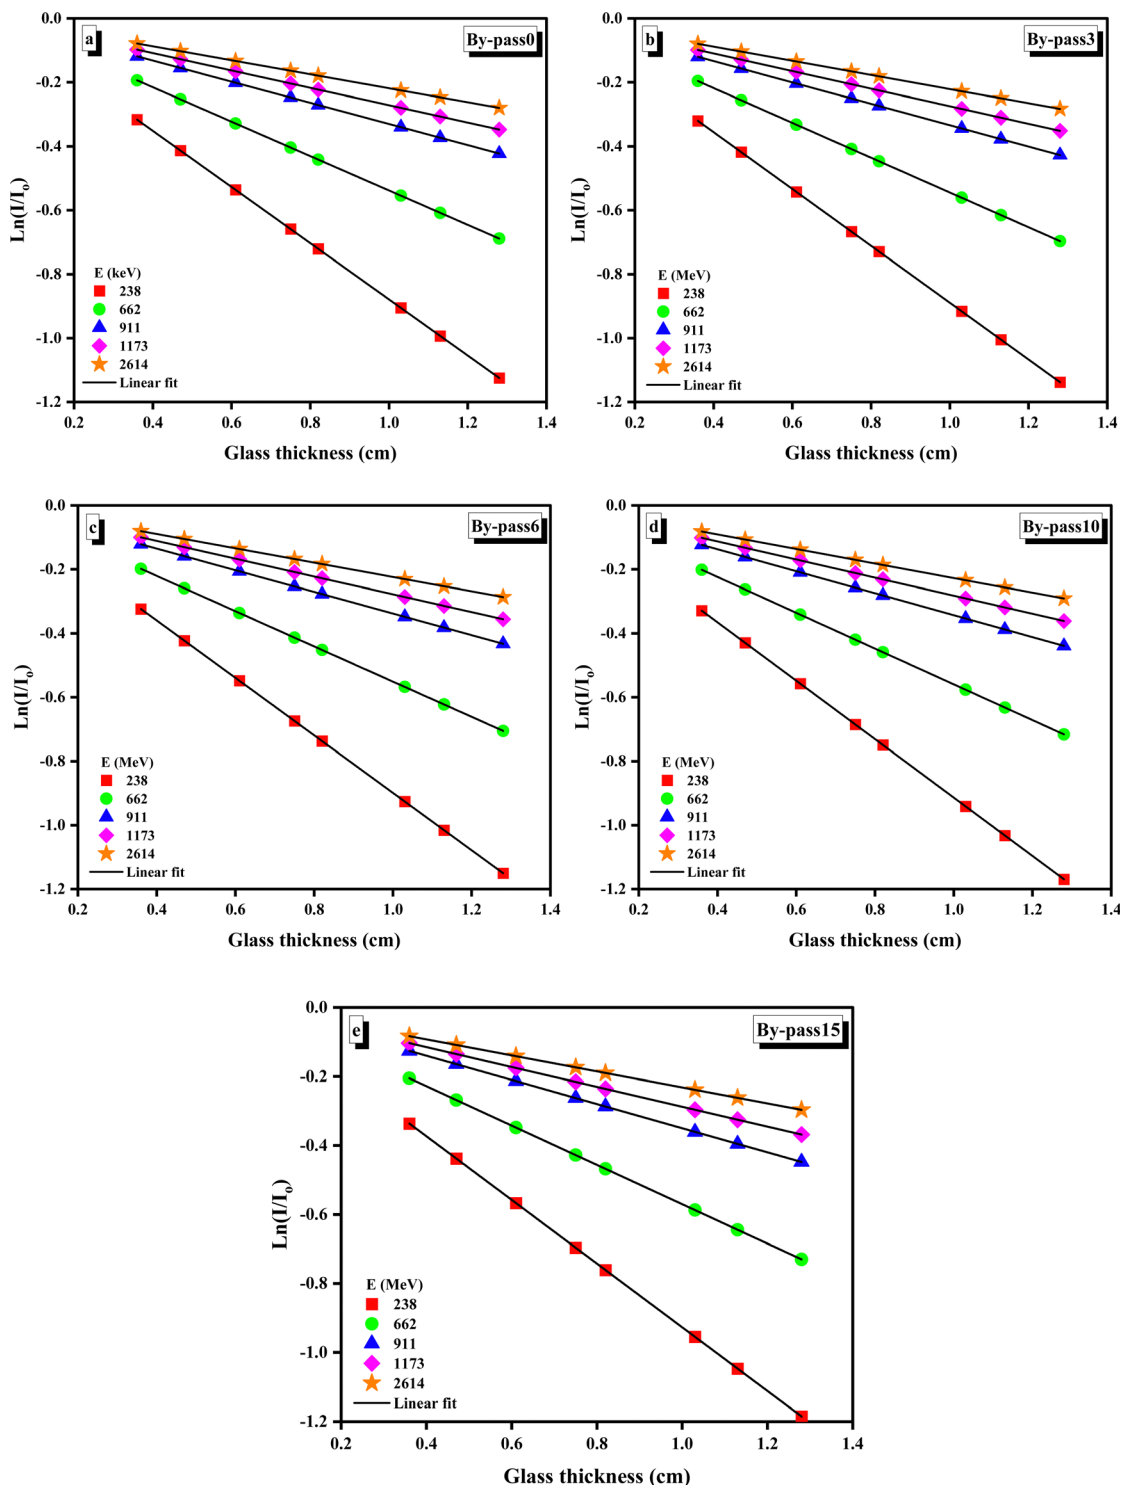 a
By-pass0
0.0
-0.2
-0.4
-0.6
-0.8
-1.0
-1.2
Ln(I/I₀)
E (keV)
238
662
911
1173
2614
Linear fit
0.2 0.4 0.6 0.8 1.0 1.2 1.4
Glass thickness (cm)
b
By-pass3
0.0
-0.2
-0.4
-0.6
-0.8
-1.0
-1.2
Ln(I/I₀)
E (MeV)
238
662
911
1173
2614
Linear fit
0.2 0.4 0.6 0.8 1.0 1.2 1.4
Glass thickness (cm)
c
By-pass6
0.0
-0.2
-0.4
-0.6
-0.8
-1.0
-1.2
Ln(I/I₀)
E (MeV)
238
662
911
1173
2614
Linear fit
0.2 0.4 0.6 0.8 1.0 1.2 1.4
Glass thickness (cm)
d
By-pass10
0.0
-0.2
-0.4
-0.6
-0.8
-1.0
-1.2
Ln(I/I₀)
E (MeV)
238
662
911
1173
2614
Linear fit
0.2 0.4 0.6 0.8 1.0 1.2 1.4
Glass thickness (cm)
e
By-pass15
0.0
-0.2
-0.4
-0.6
-0.8
-1.0
-1.2
Ln(I/I₀)
E (MeV)
238
662
911
1173
2614
Linear fit
0.2 0.4 0.6 0.8 1.0 1.2 1.4
Glass thickness (cm)